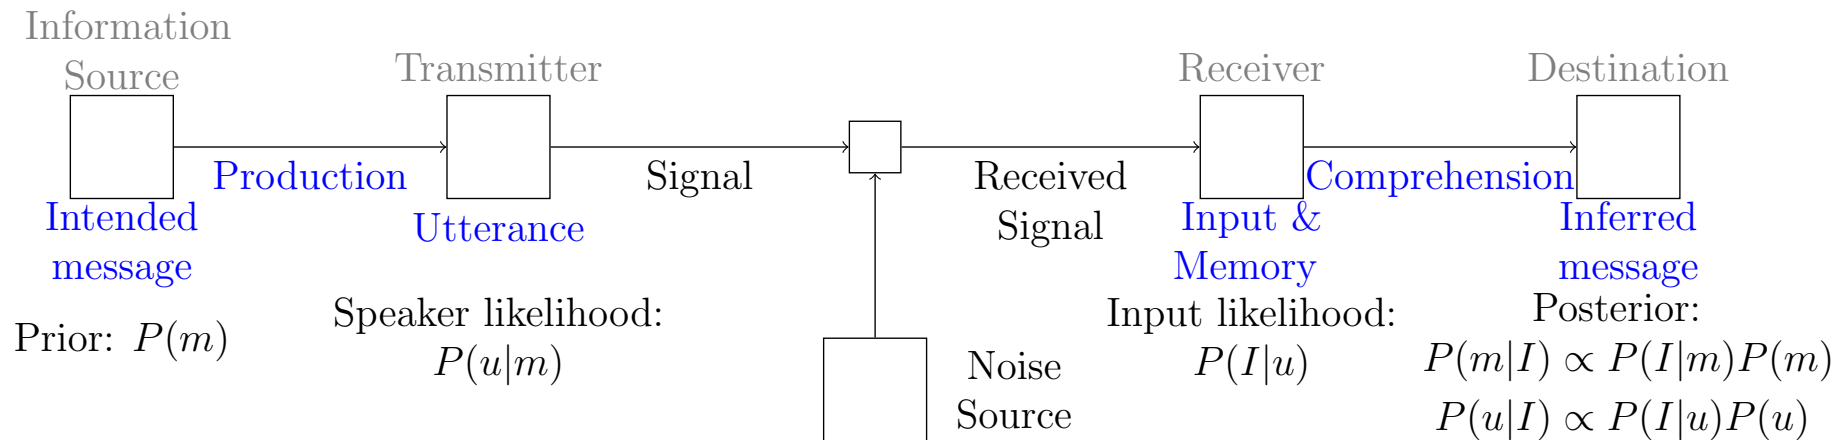 Information
Source
Transmitter
Receiver
Destination
Production
Signal
Received
Signal
Comprehension
Intended
message
Utterance
Input &
Memory
Inferred
message
Prior: P(m)
Speaker likelihood:
P(u|m)
Noise
Source
Input likelihood:
P(I|u)
Posterior:
P(m|I) ∝ P(I|m)P(m)
P(u|I) ∝ P(I|u)P(u)